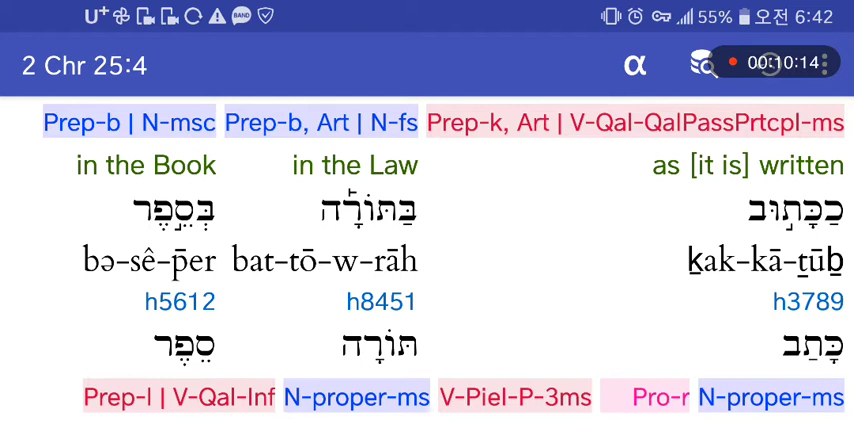 U+ BAND 55% 오전 6:42
2 Chr 25:4 α 00:10:14
Prep-b | N-msc Prep-b, Art | N-fs Prep-k, Art | V-Qal-QalPassPrtcpl-ms
in the Book in the Law as [it is] written
בְּסֵ֣פֶר בַּתּוֹרָ֡ה כַכָּת֣וּב
bə-sê-p̄er bat-tō-w-rāh ḵak-kā-ṯūḇ
h5612 h8451 h3789
סֵפֶר תּוֹרָה כָּתַב
Prep-l | V-Qal-Inf N-proper-ms V-Piel-P-3ms Pro-r N-proper-ms